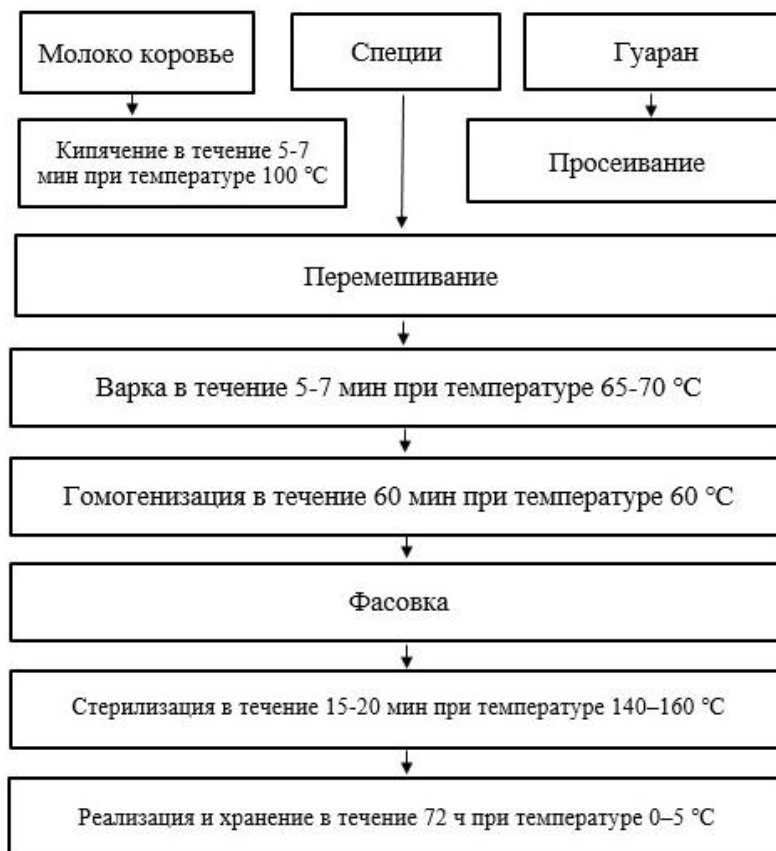 Молоко коровье
Специи
Гуаран
Кипячение в течение 5-7
мин при температуре 100 °С
Просеивание
Перемешивание
Варка в течение 5-7 мин при температуре 65-70 °С
Гомогенизация в течение 60 мин при температуре 60 °С
Фасовка
Стерилизация в течение 15-20 мин при температуре 140–160 °С
Реализация и хранение в течение 72 ч при температуре 0–5 °С